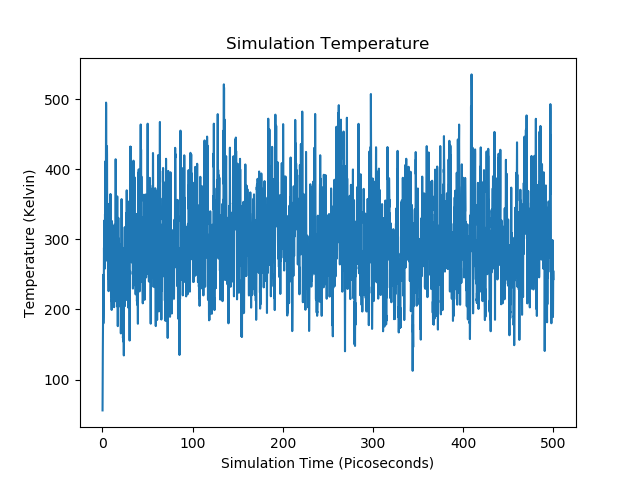 Simulation Temperature
Temperature (Kelvin)
500
400
300
200
100
0 100 200 300 400 500
Simulation Time (Picoseconds)